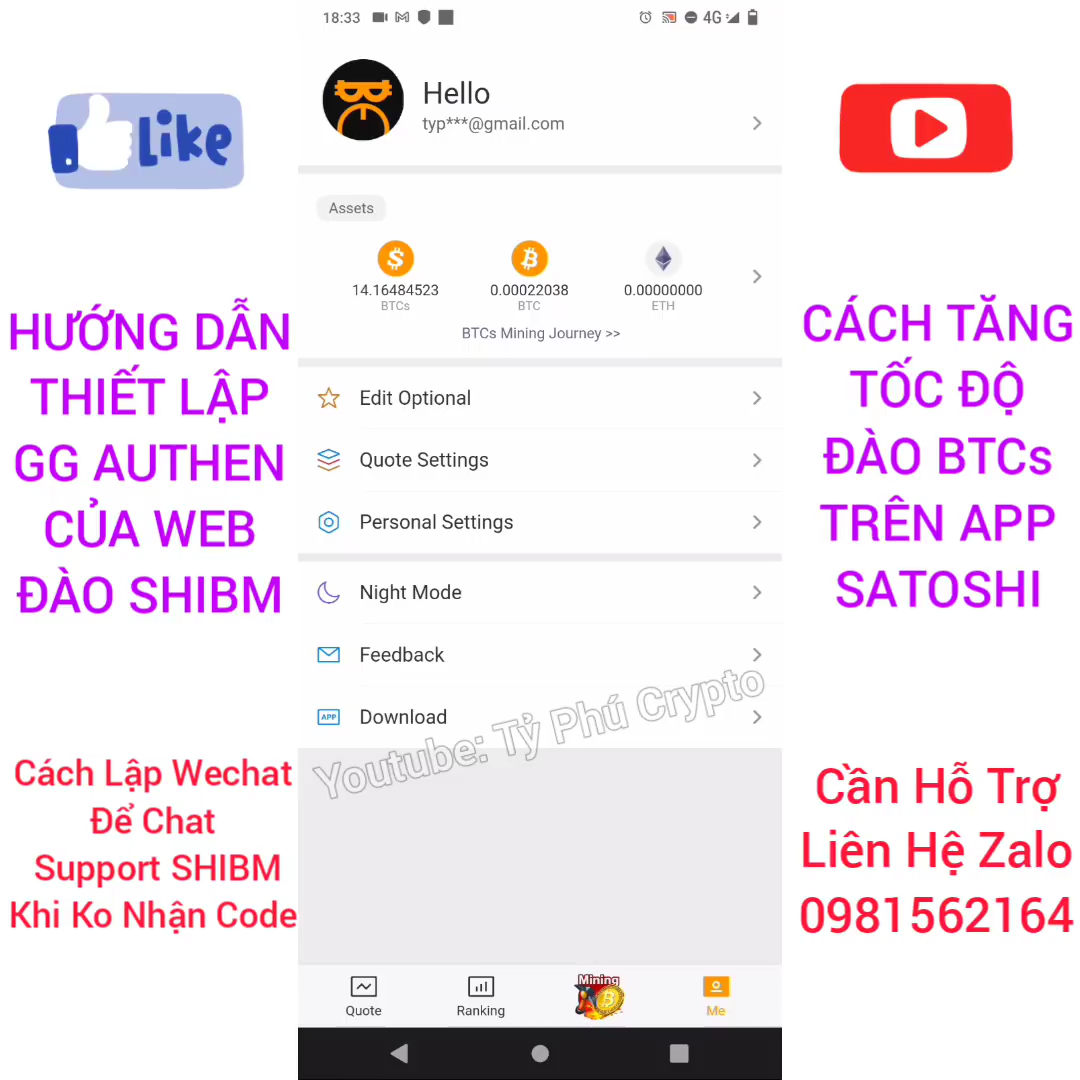 18:33
4G
Like
Hello
typ***@gmail.com
Assets
14.16484523
BTCs
0.00022038
BTC
0.00000000
ETH
BTCs Mining Journey >>
Edit Optional
Quote Settings
Personal Settings
Night Mode
Feedback
APP Download
Youtube: Tỷ Phú Crypto
Quote
Ranking
Mining
Me
HƯỚNG DẪN
THIẾT LẬP
GG AUTHEN
CỦA WEB
ĐÀO SHIBM
Cách Lập Wechat
Để Chat
Support SHIBM
Khi Ko Nhận Code
CÁCH TĂNG
TỐC ĐỘ
ĐÀO BTCs
TRÊN APP
SATOSHI
Cần Hỗ Trợ
Liên Hệ Zalo
0981562164